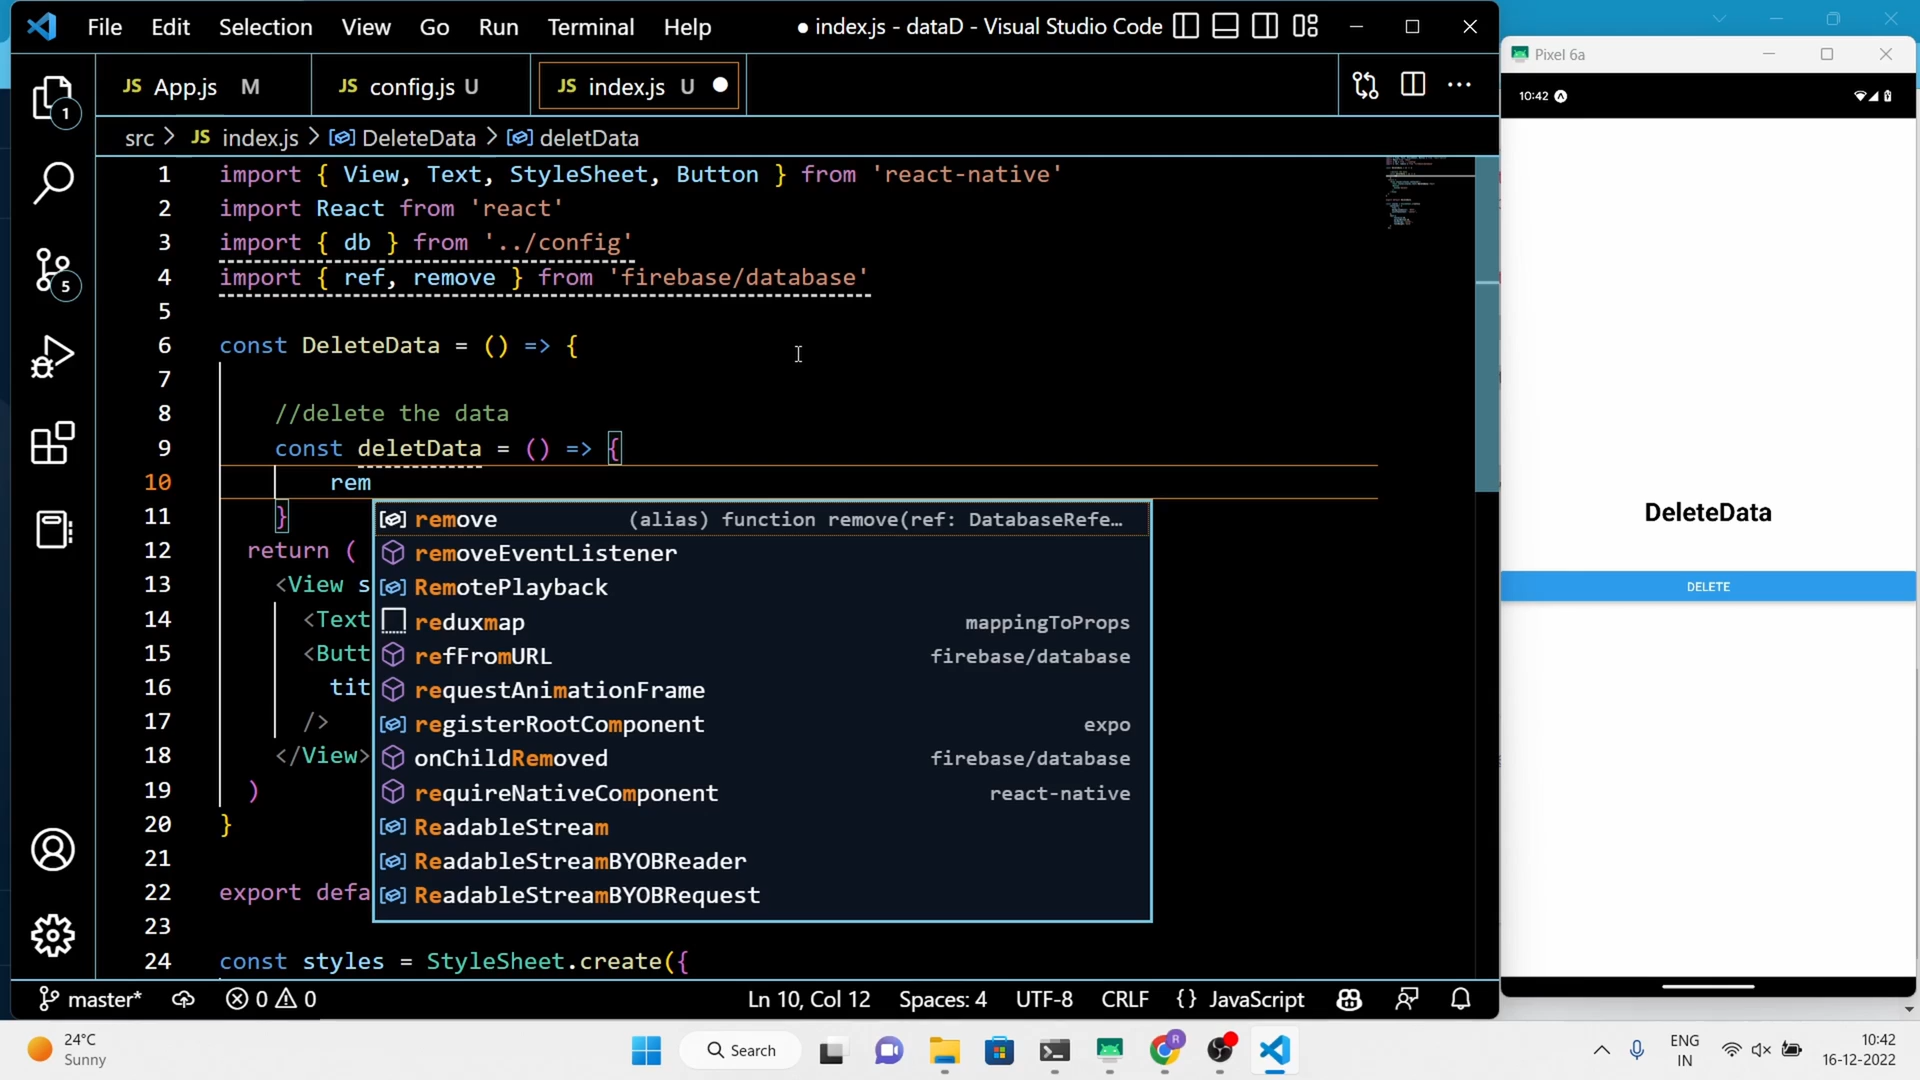 File Edit Selection View Go Run Terminal Help
● index.js - dataD - Visual Studio Code
JS App.js M
JS config.js U
JS index.js U
src > JS index.js > DeleteData > deletData
1 import { View, Text, StyleSheet, Button } from 'react-native'
2 import React from 'react'
3 import { db } from '../config'
4 import { ref, remove } from 'firebase/database'
5
6 const DeleteData = () => {
7
8 //delete the data
9 const deletData = () => {
10 rem
11 }
12 return (
13 <View s
14 <Text
15 <Butt
16 tit
17 />
18 </View>
19 )
20 }
21
22 export defa
23
24 const styles = StyleSheet.create({
remove (alias) function remove(ref: DatabaseRefe…
removeEventListener
RemotePlayback
reduxmap mappingToProps
refFromURL firebase/database
requestAnimationFrame
registerRootComponent expo
onChildRemoved firebase/database
requireNativeComponent react-native
ReadableStream
ReadableStreamBYOBReader
ReadableStreamBYOBRequest
1
5
master* 0 0 Ln 10, Col 12 Spaces: 4 UTF-8 CRLF {} JavaScript
Pixel 6a
10:42
DeleteData
DELETE
24°C
Sunny
Search
R
ENG
IN
10:42
16-12-2022